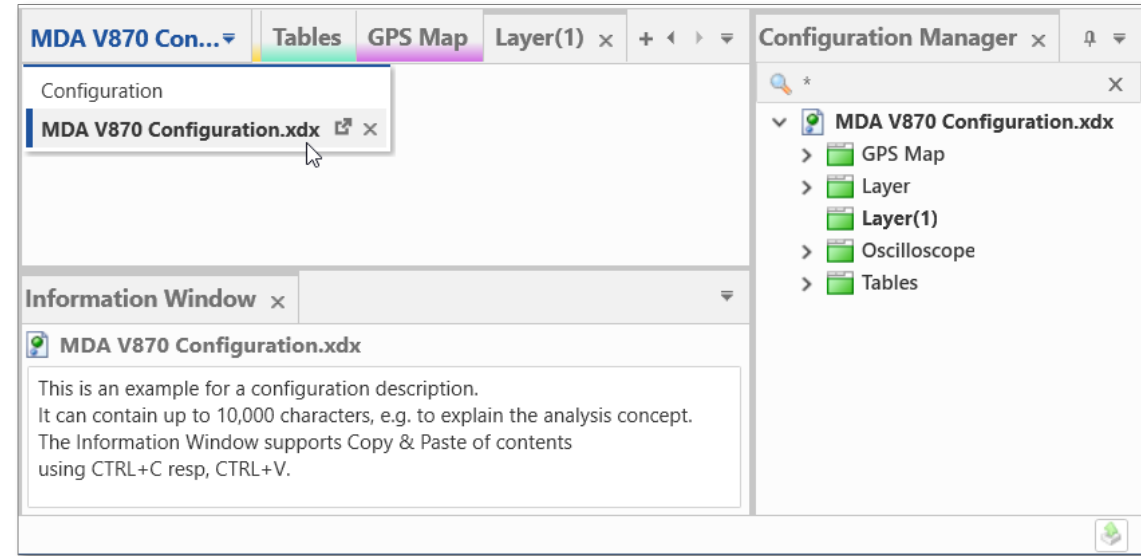 MDA V870 Con... Tables GPS Map Layer(1)
Configuration
MDA V870 Configuration.xdx
Information Window
MDA V870 Configuration.xdx
This is an example for a configuration description.
It can contain up to 10,000 characters, e.g. to explain the analysis concept.
The Information Window supports Copy & Paste of contents
using CTRL+C resp, CTRL+V.
Configuration Manager
*
MDA V870 Configuration.xdx
GPS Map
Layer
Layer(1)
Oscilloscope
Tables